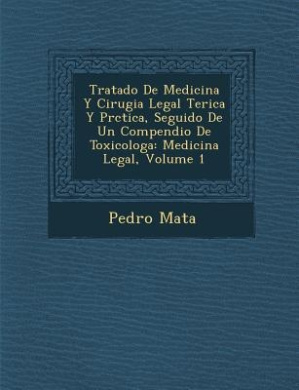 Tratado De Medicina
Y Cirugia Legal Terica
Y Prctica, Seguido De
Un Compendio De
Toxicologa: Medicina
Legal, Volume 1
Pedro Mata